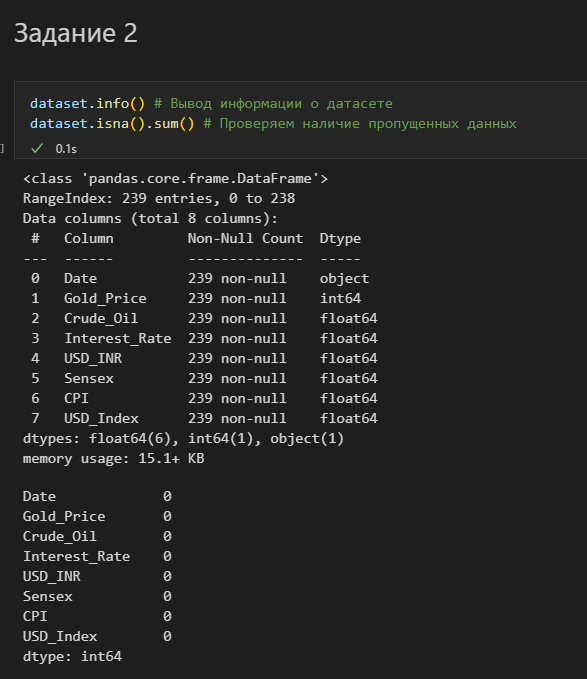 Задание 2
dataset.info() # Вывод информации о датасете
dataset.isna().sum() # Проверяем наличие пропущенных данных
] ✓ 0.1s
<class 'pandas.core.frame.DataFrame'>
RangeIndex: 239 entries, 0 to 238
Data columns (total 8 columns):
 #   Column         Non-Null Count  Dtype
---  ------         --------------  -----
 0   Date           239 non-null    object
 1   Gold_Price     239 non-null    int64
 2   Crude_Oil      239 non-null    float64
 3   Interest_Rate  239 non-null    float64
 4   USD_INR        239 non-null    float64
 5   Sensex         239 non-null    float64
 6   CPI            239 non-null    float64
 7   USD_Index      239 non-null    float64
dtypes: float64(6), int64(1), object(1)
memory usage: 15.1+ KB
Date             0
Gold_Price       0
Crude_Oil        0
Interest_Rate    0
USD_INR          0
Sensex           0
CPI              0
USD_Index        0
dtype: int64